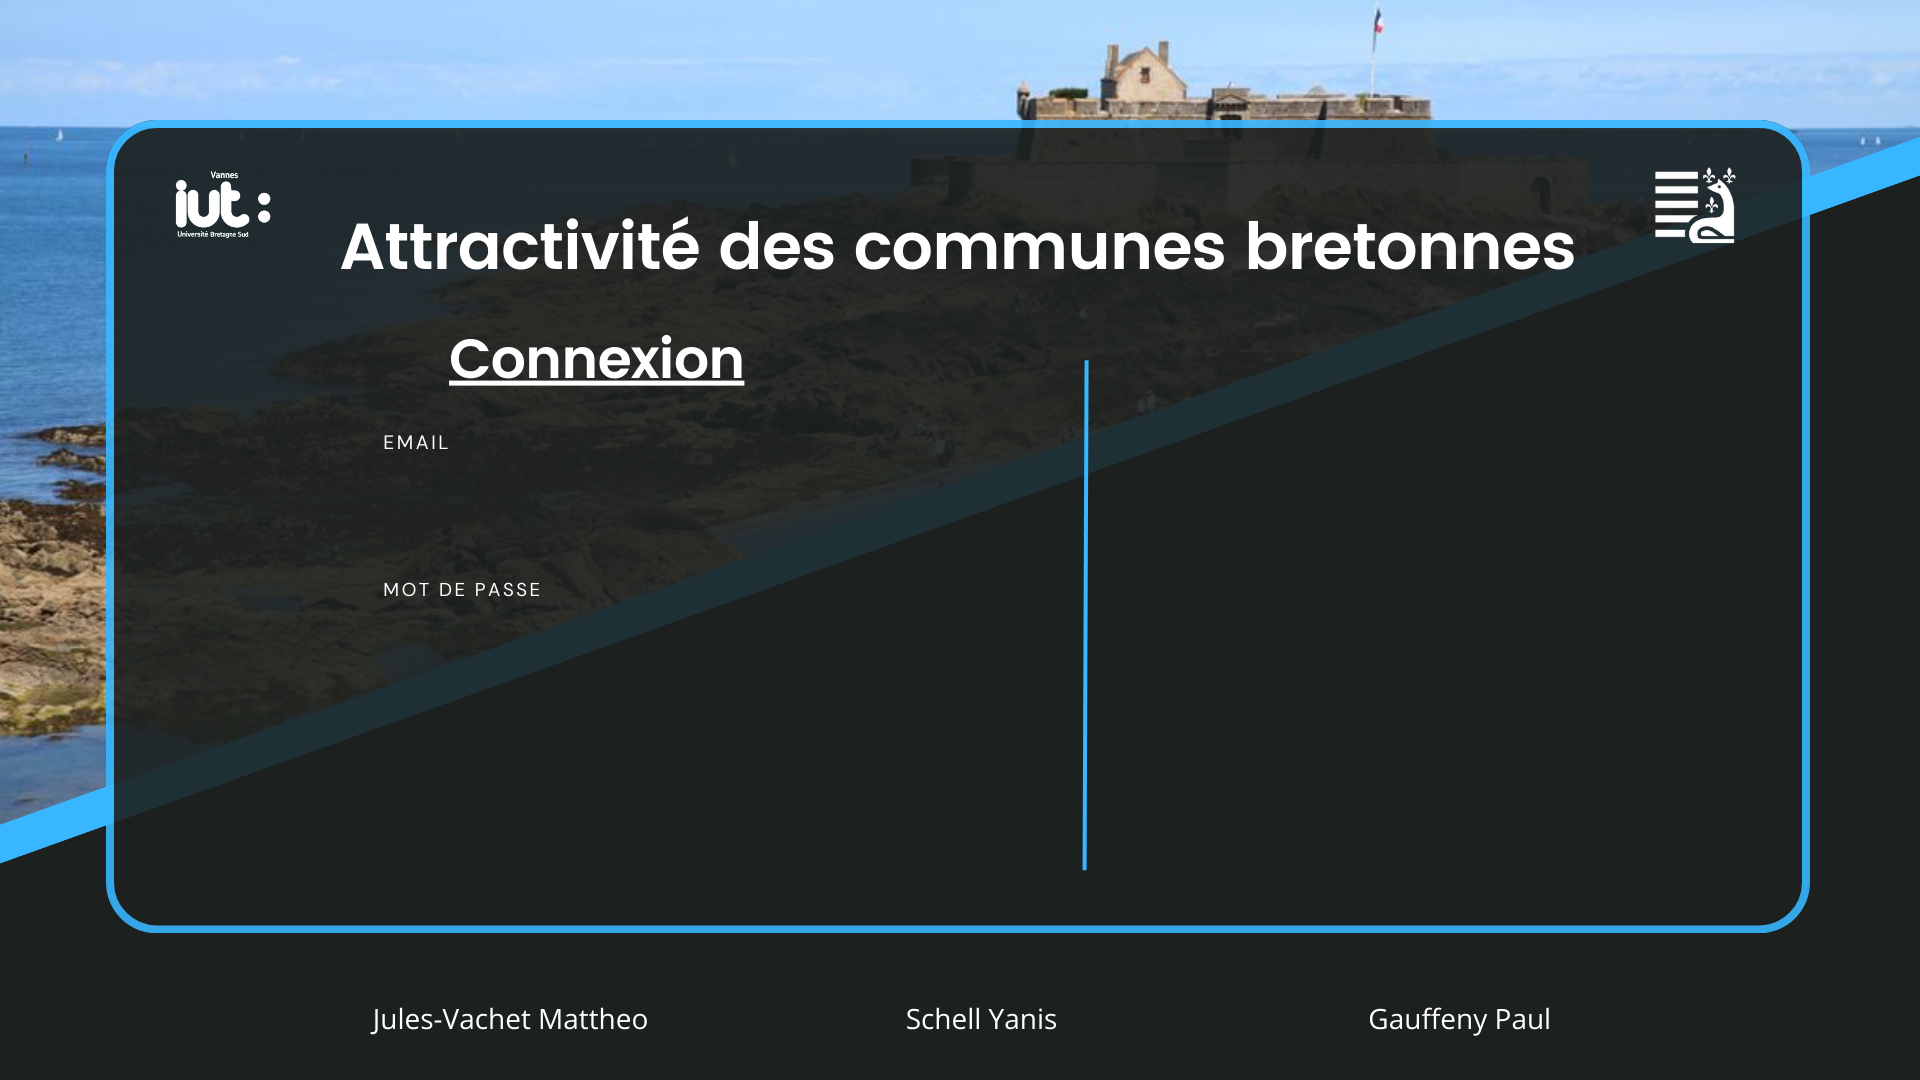 Vannes
iut:
Université Bretagne Sud
Attractivité des communes bretonnes
Connexion
EMAIL
MOT DE PASSE
Jules-Vachet Mattheo
Schell Yanis
Gauffeny Paul